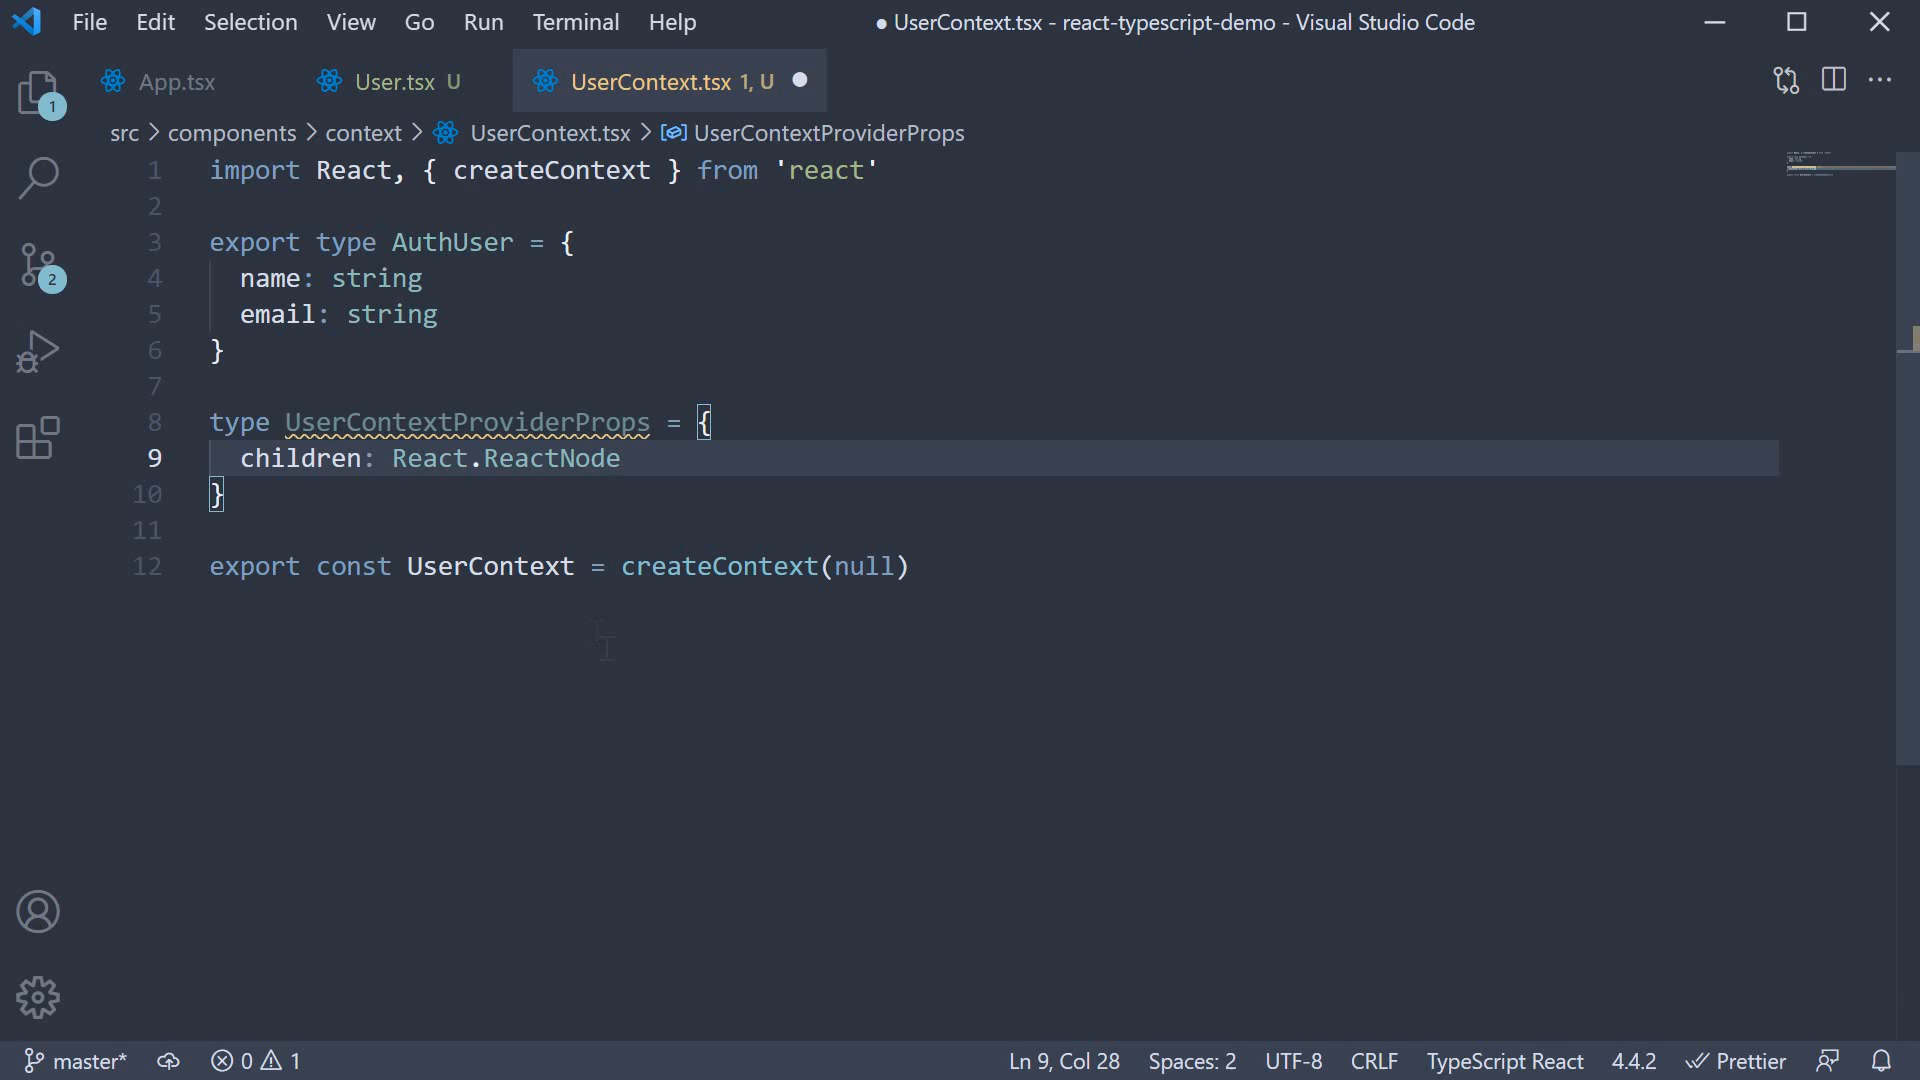 File Edit Selection View Go Run Terminal Help ● UserContext.tsx - react-typescript-demo - Visual Studio Code
App.tsx User.tsx U UserContext.tsx 1, U
1
src > components > context > UserContext.tsx > UserContextProviderProps
1 import React, { createContext } from 'react'
2
3 export type AuthUser = {
4 name: string
5 email: string
6 }
7
8 type UserContextProviderProps = {
9 children: React.ReactNode
10 }
11
12 export const UserContext = createContext(null)
2
master* 0 1 Ln 9, Col 28 Spaces: 2 UTF-8 CRLF TypeScript React 4.4.2 Prettier